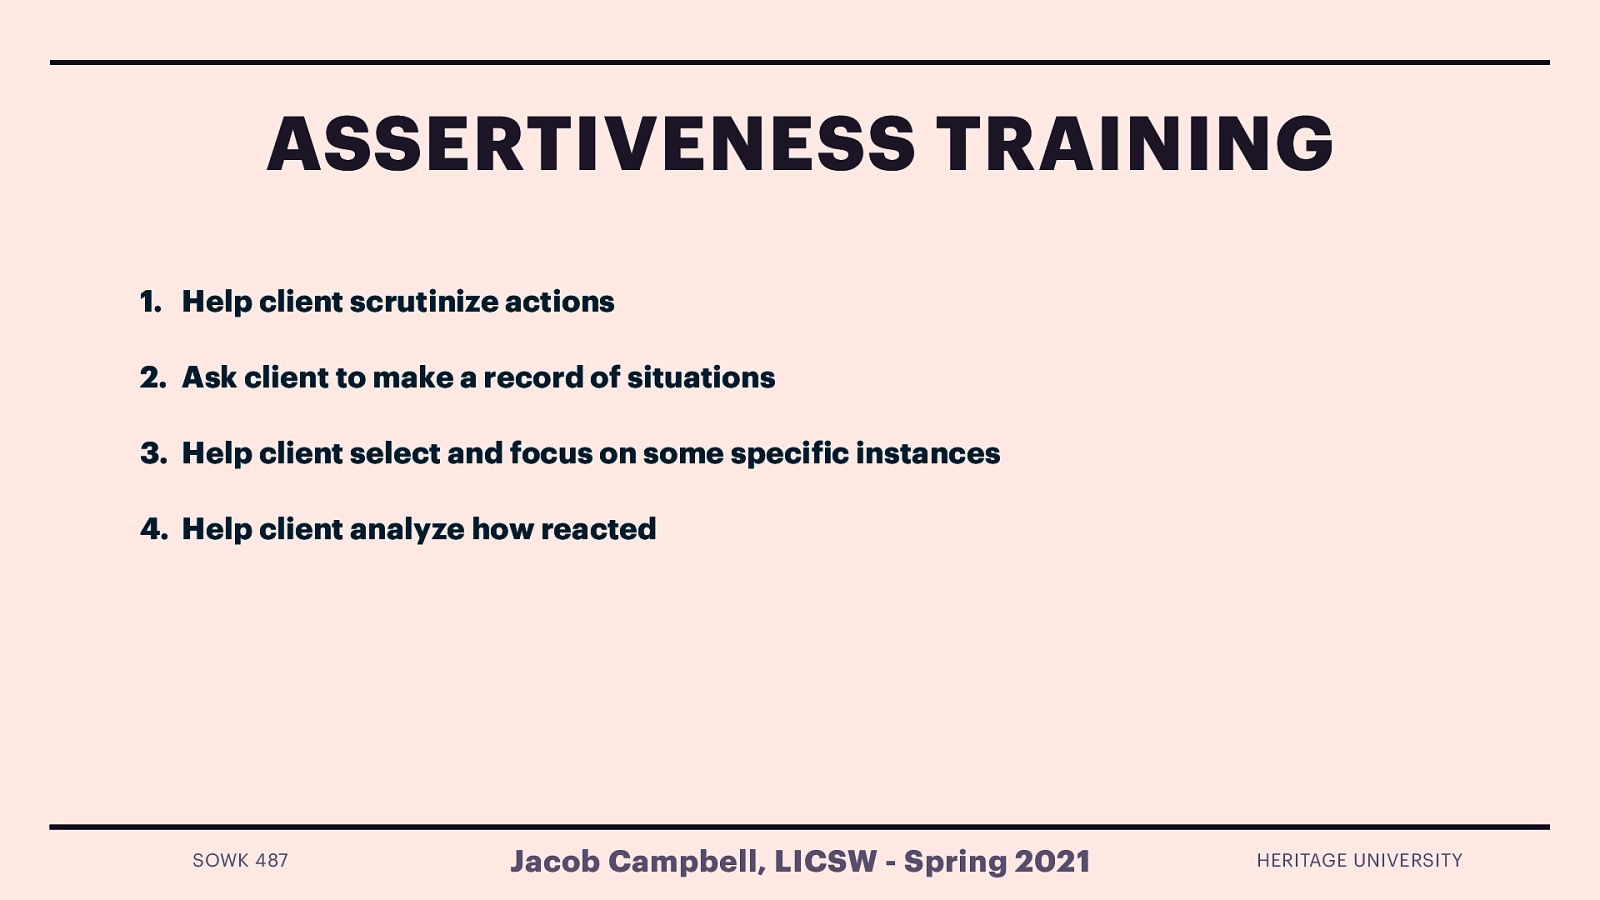 ASSERTIVENESS TRAINING
1. Help client scrutinize actions
2. Ask client to make a record of situations
3. Help client select and focus on some specific instances
4. Help client analyze how reacted
SOWK 487
Jacob Campbell, LICSW - Spring 2021
HERITAGE UNIVERSITY